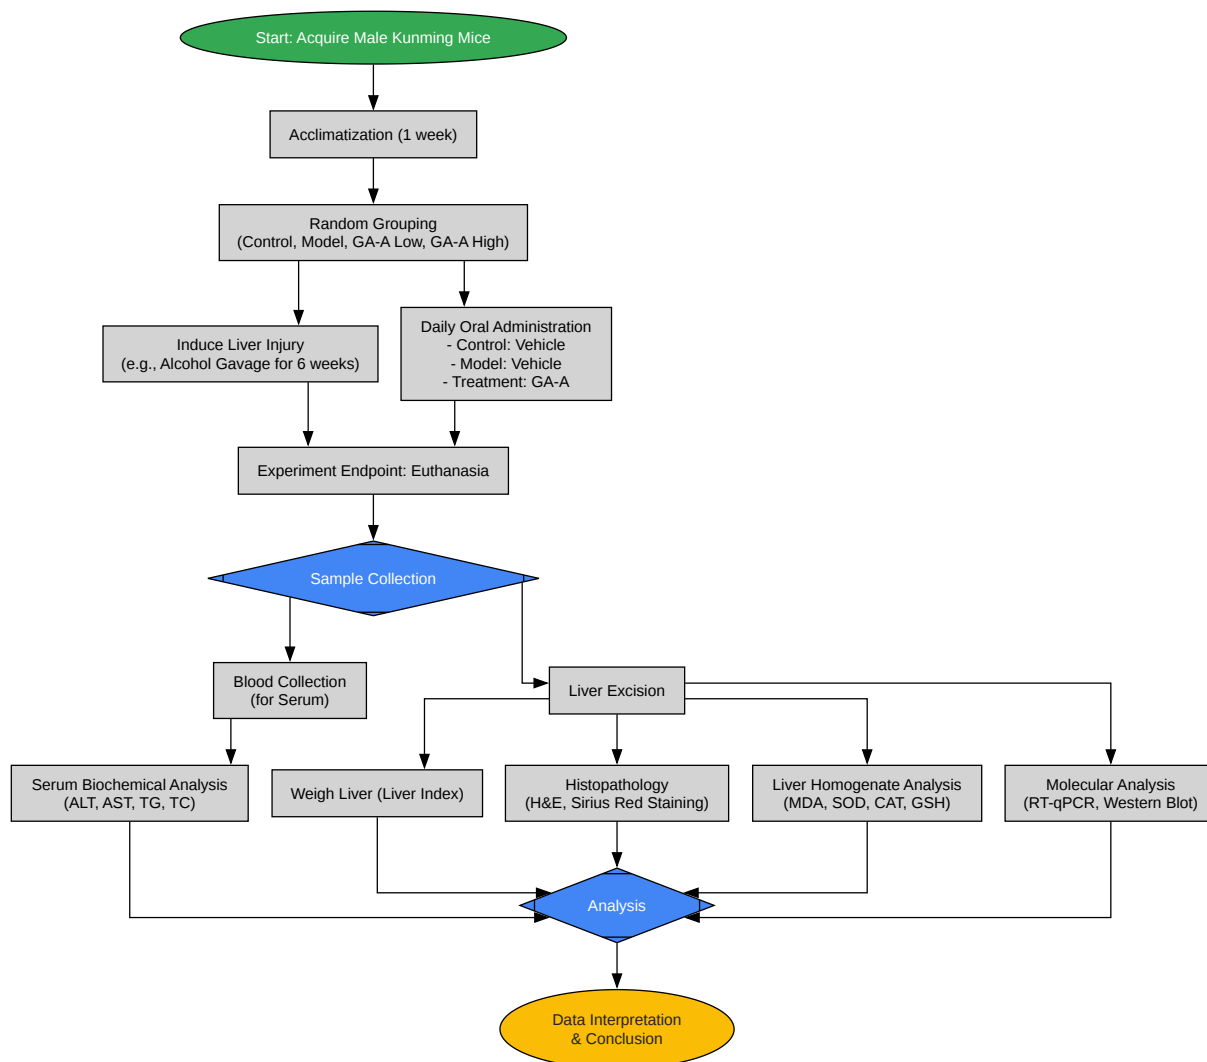 Start: Acquire Male Kunming Mice
Acclimatization (1 week)
Random Grouping
(Control, Model, GA-A Low, GA-A High)
Induce Liver Injury
(e.g., Alcohol Gavage for 6 weeks)
Daily Oral Administration
- Control: Vehicle
- Model: Vehicle
- Treatment: GA-A
Experiment Endpoint: Euthanasia
Sample Collection
Blood Collection
(for Serum)
Liver Excision
Serum Biochemical Analysis
(ALT, AST, TG, TC)
Weigh Liver (Liver Index)
Histopathology
(H&E, Sirius Red Staining)
Liver Homogenate Analysis
(MDA, SOD, CAT, GSH)
Molecular Analysis
(RT-qPCR, Western Blot)
Analysis
Data Interpretation
& Conclusion